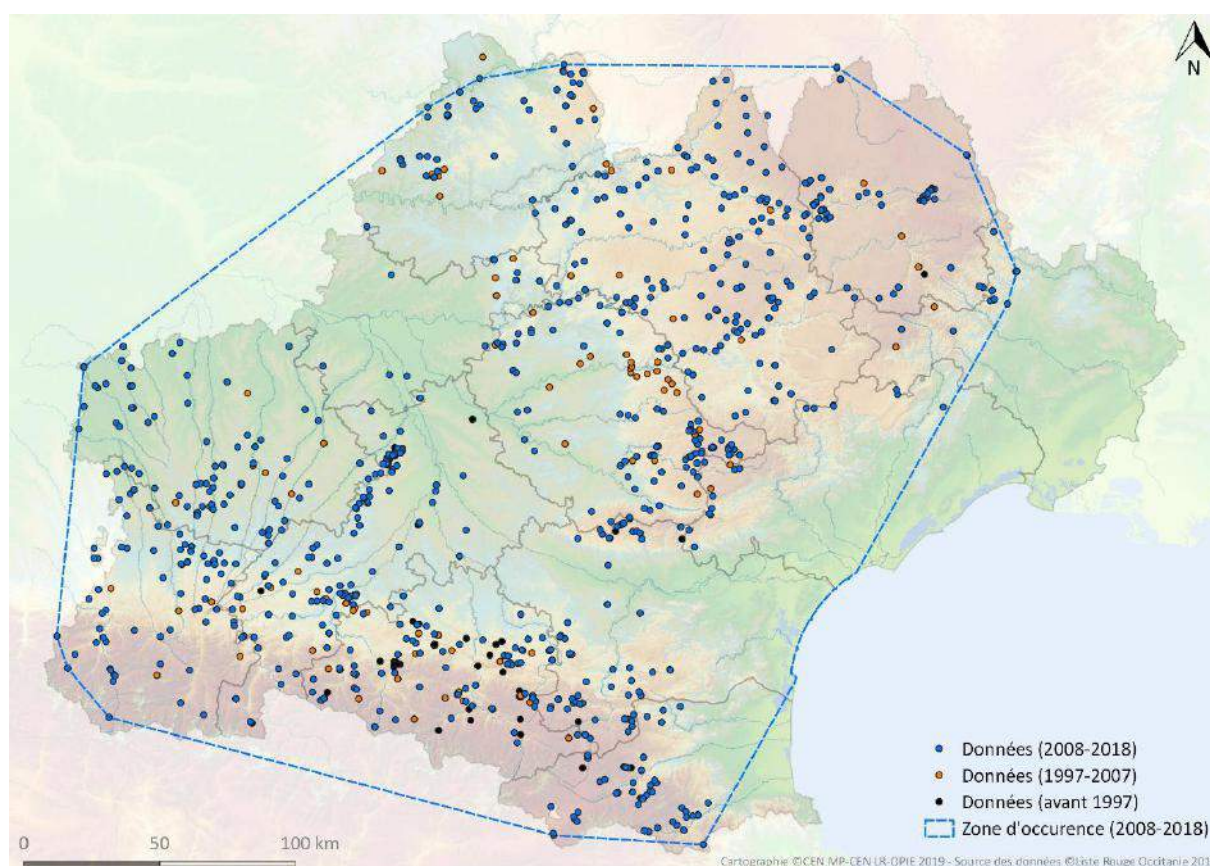 N
Données (2008-2018)
Données (1997-2007)
Données (avant 1997)
Zone d'occurence (2008-2018)
0 50 100 km
Cartographie ©CEN MP-CEN LR-OPIE 2019 - Source des données ©Liste Rouge Occitanie 201